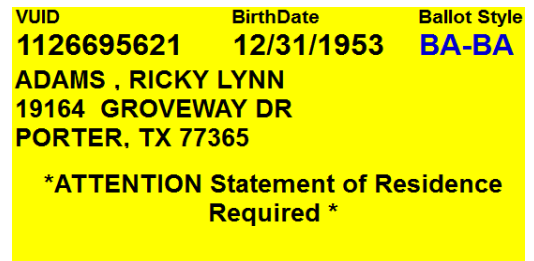 VUID BirthDate Ballot Style
1126695621 12/31/1953 BA-BA
ADAMS , RICKY LYNN
19164 GROVEWAY DR
PORTER, TX 77365
*ATTENTION Statement of Residence
Required *